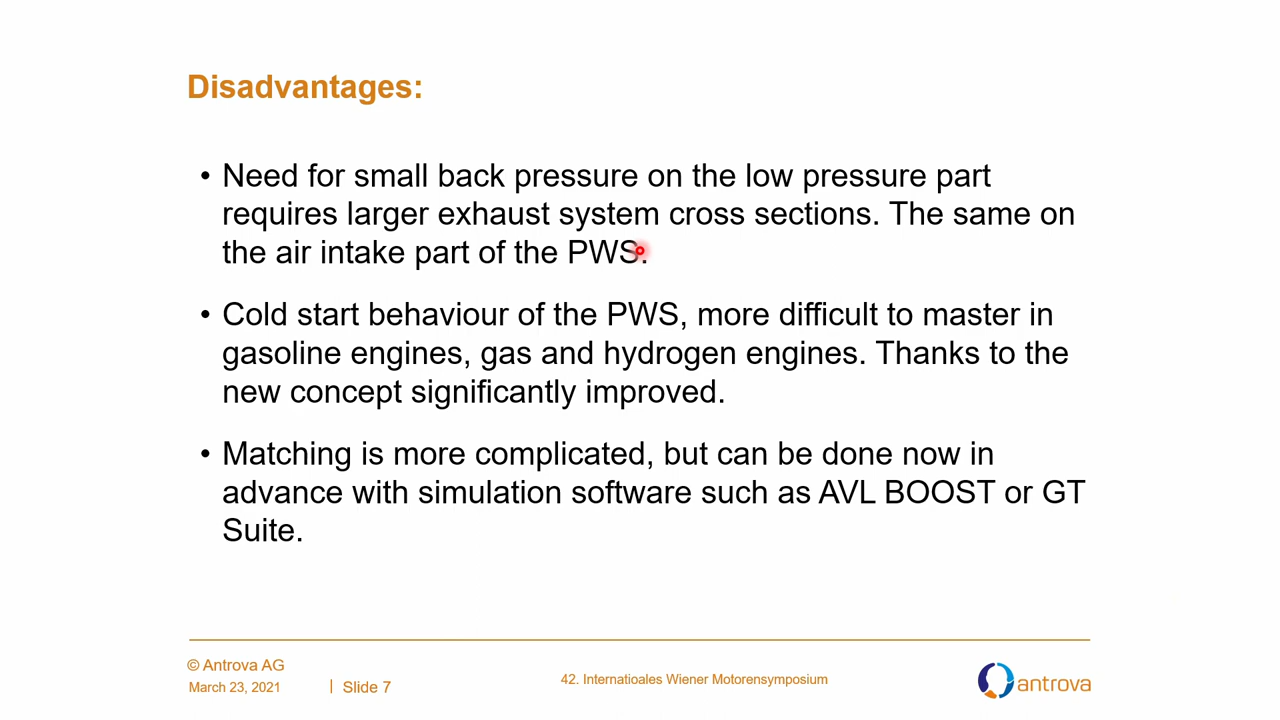 Disadvantages:
• Need for small back pressure on the low pressure part
requires larger exhaust system cross sections. The same on
the air intake part of the PWS.
• Cold start behaviour of the PWS, more difficult to master in
gasoline engines, gas and hydrogen engines. Thanks to the
new concept significantly improved.
• Matching is more complicated, but can be done now in
advance with simulation software such as AVL BOOST or GT
Suite.
© Antrova AG
March 23, 2021 | Slide 7
42. Internatioales Wiener Motorensymposium
antrova